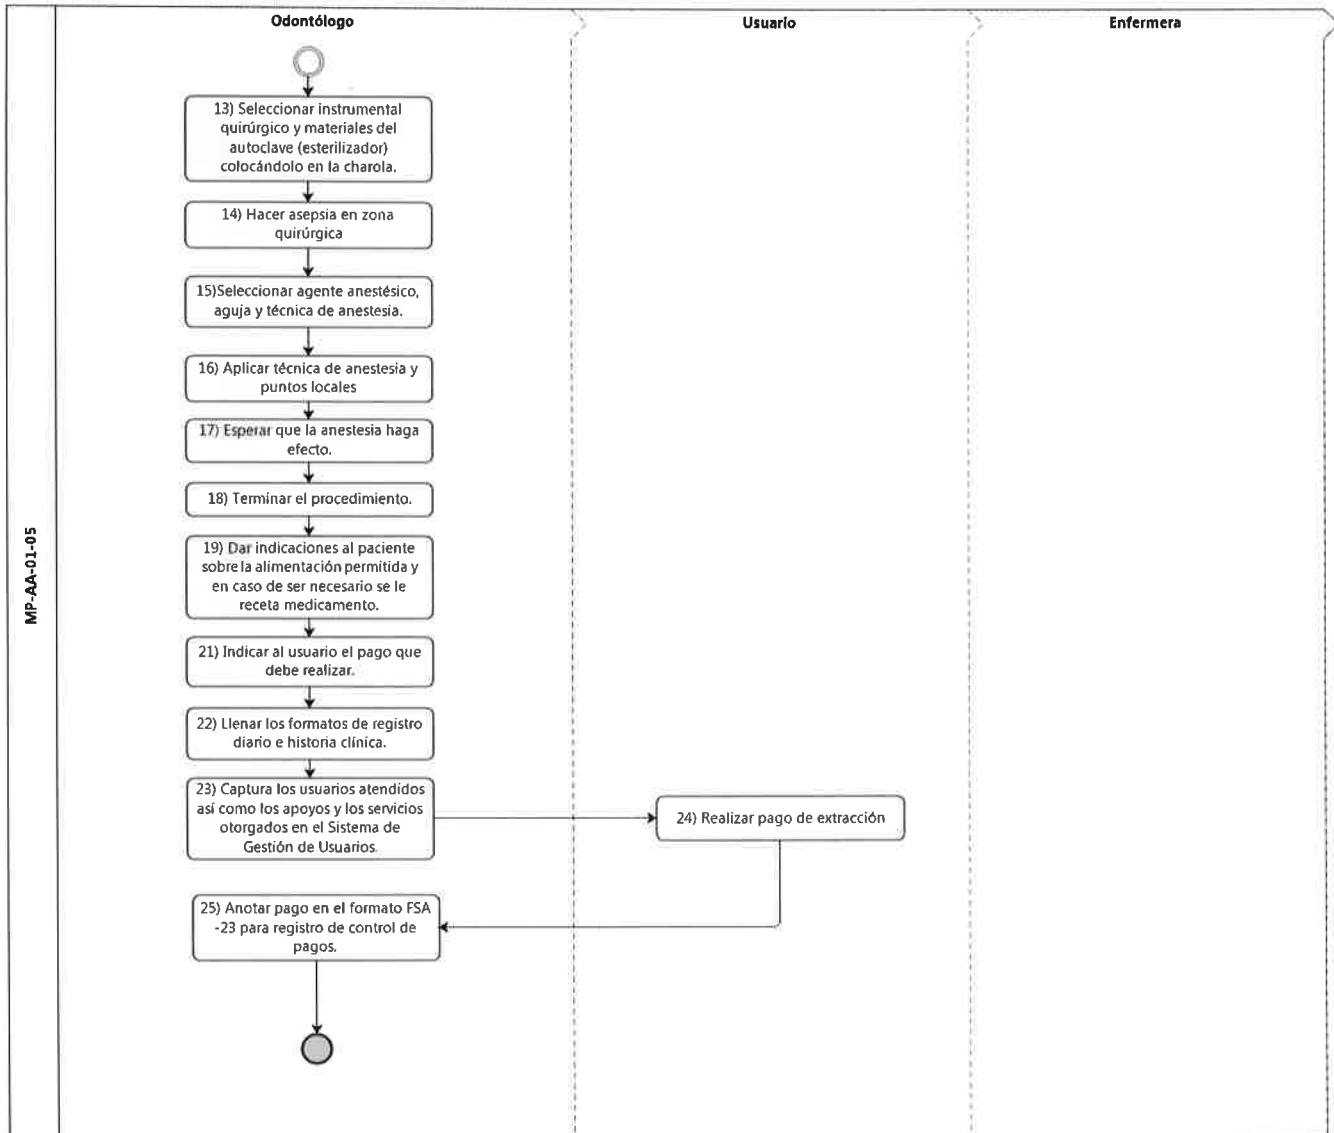 Odontólogo
Usuario
Enfermera
MP-AA-01-05
13) Seleccionar instrumental
quirúrgico y materiales del
autoclave (esterilizador)
colocándolo en la charola.
14) Hacer asepsia en zona
quirúrgica
15)Seleccionar agente anestésico,
aguja y técnica de anestesia.
16) Aplicar técnica de anestesia y
puntos locales
17) Esperar que la anestesia haga
efecto.
18) Terminar el procedimiento.
19) Dar indicaciones al paciente
sobre la alimentación permitida y
en caso de ser necesario se le
receta medicamento.
21) Indicar al usuario el pago que
debe realizar.
22) Llenar los formatos de registro
diario e historia clínica.
23) Captura los usuarios atendidos
así como los apoyos y los servicios
otorgados en el Sistema de
Gestión de Usuarios.
24) Realizar pago de extracción
25) Anotar pago en el formato FSA
-23 para registro de control de
pagos.